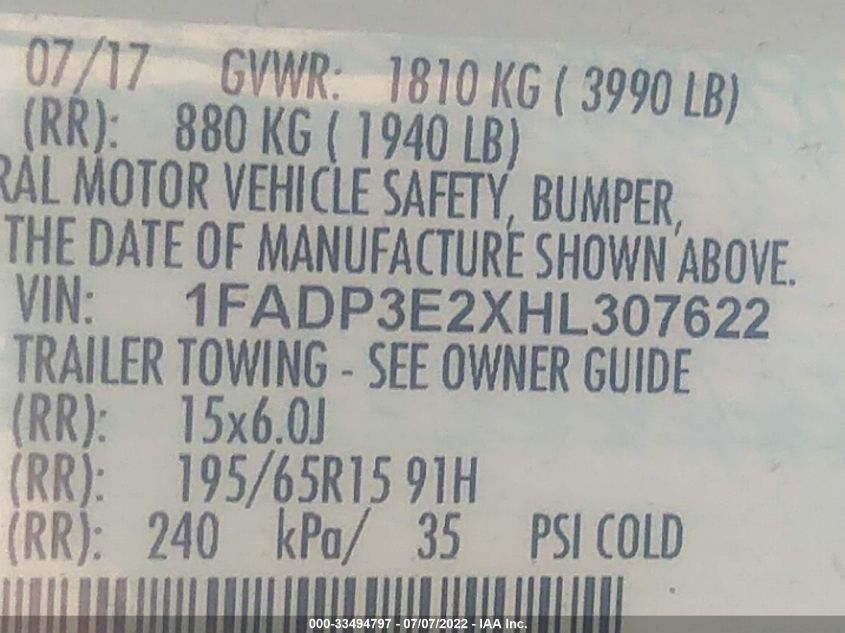 07/17 GVWR: 1810 KG ( 3990 LB)
(RR): 880 KG ( 1940 LB)
RAL MOTOR VEHICLE SAFETY, BUMPER,
THE DATE OF MANUFACTURE SHOWN ABOVE.
VIN: 1FADP3E2XHL307622
TRAILER TOWING - SEE OWNER GUIDE
(RR): 15x6.0J
(RR): 195/65R15 91H
(RR): 240 kPa/ 35 PSI COLD
000-33494797 - 07/07/2022 - IAA Inc.